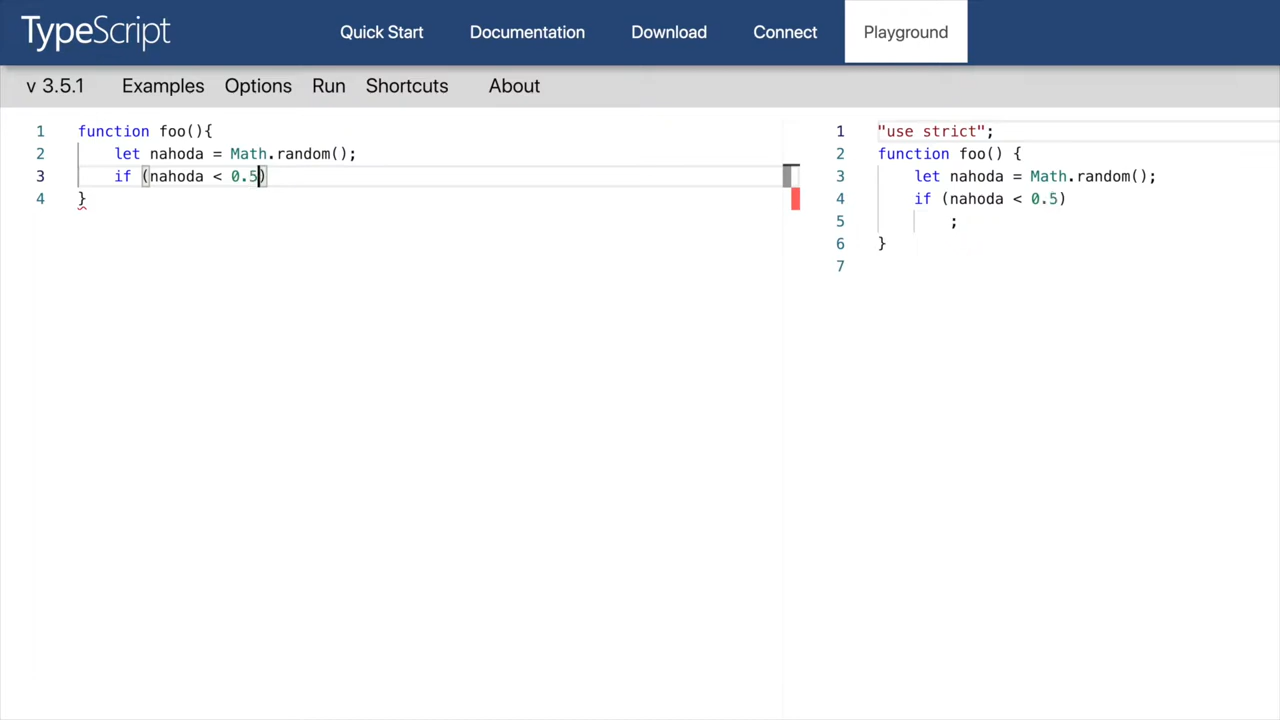 TypeScript Quick Start Documentation Download Connect Playground
v 3.5.1 Examples Options Run Shortcuts About
1 function foo(){
2 let nahoda = Math.random();
3 if (nahoda < 0.5)
4 }
1 "use strict";
2 function foo() {
3 let nahoda = Math.random();
4 if (nahoda < 0.5)
5 ;
6 }
7